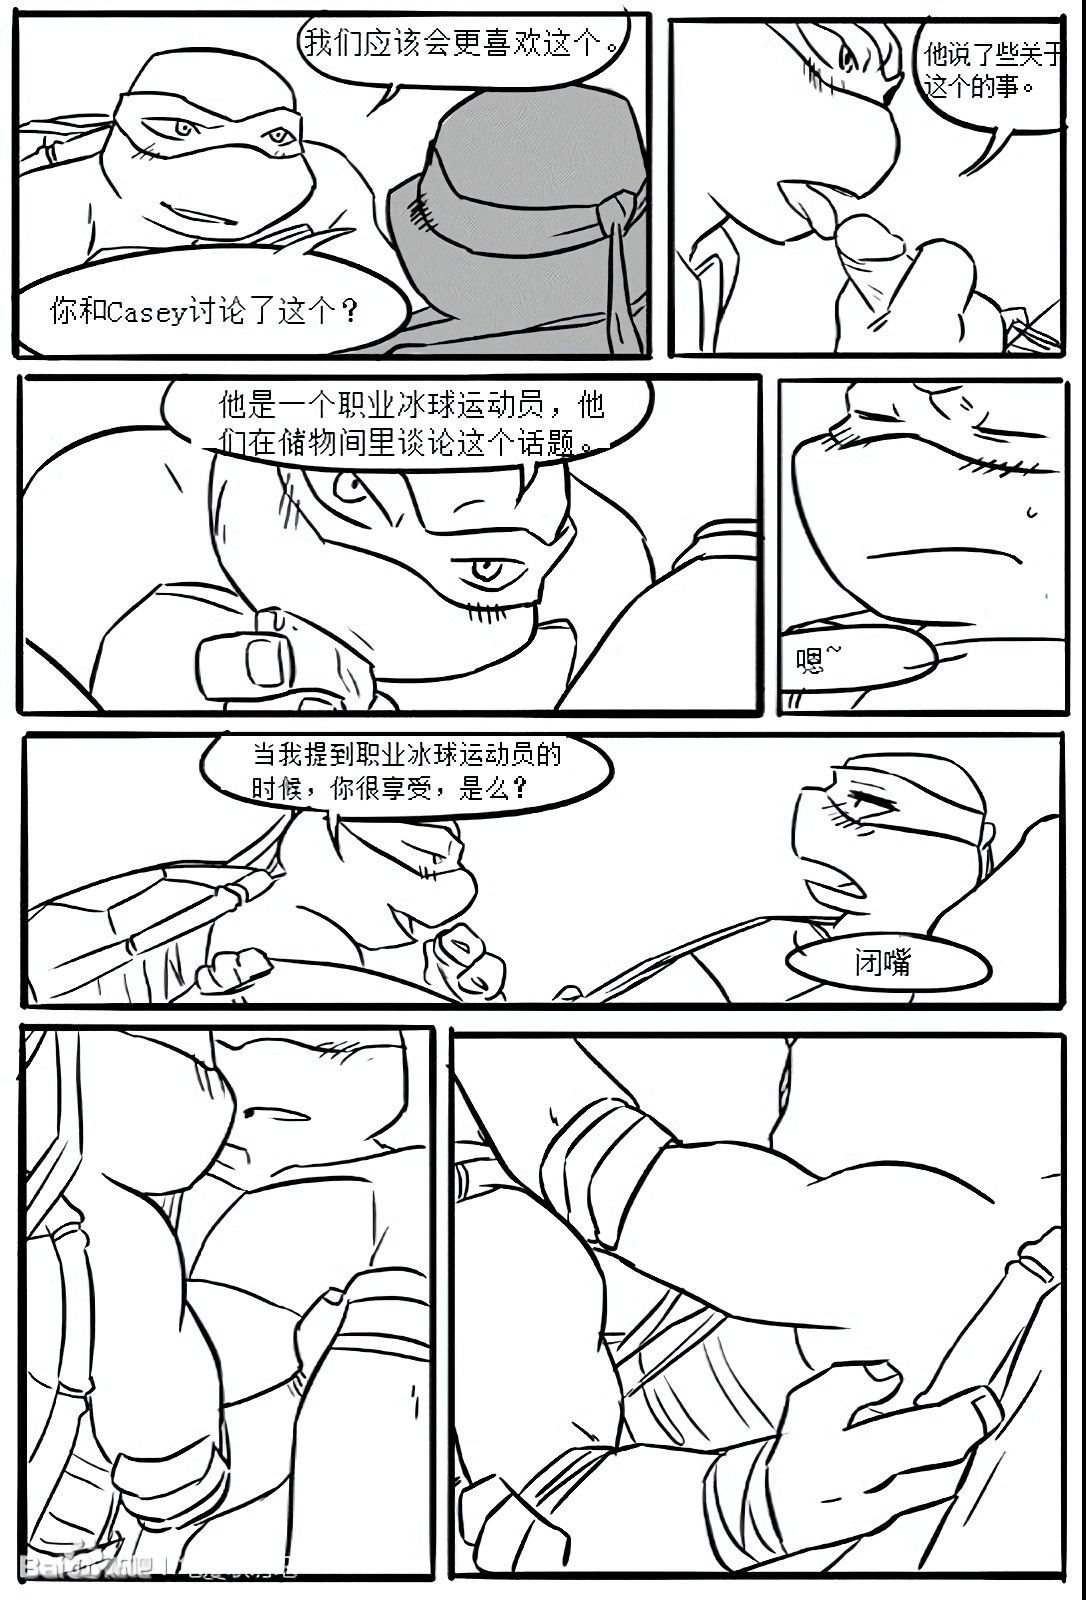 我们应该会更喜欢这个。
你和Casey讨论了这个？
他说了些关于
这个的事。
他是一个职业冰球运动员，他
们在储物间里谈论这个话题。
嗯~
当我提到职业冰球运动员的
时候，你很享受，是么？
闭嘴